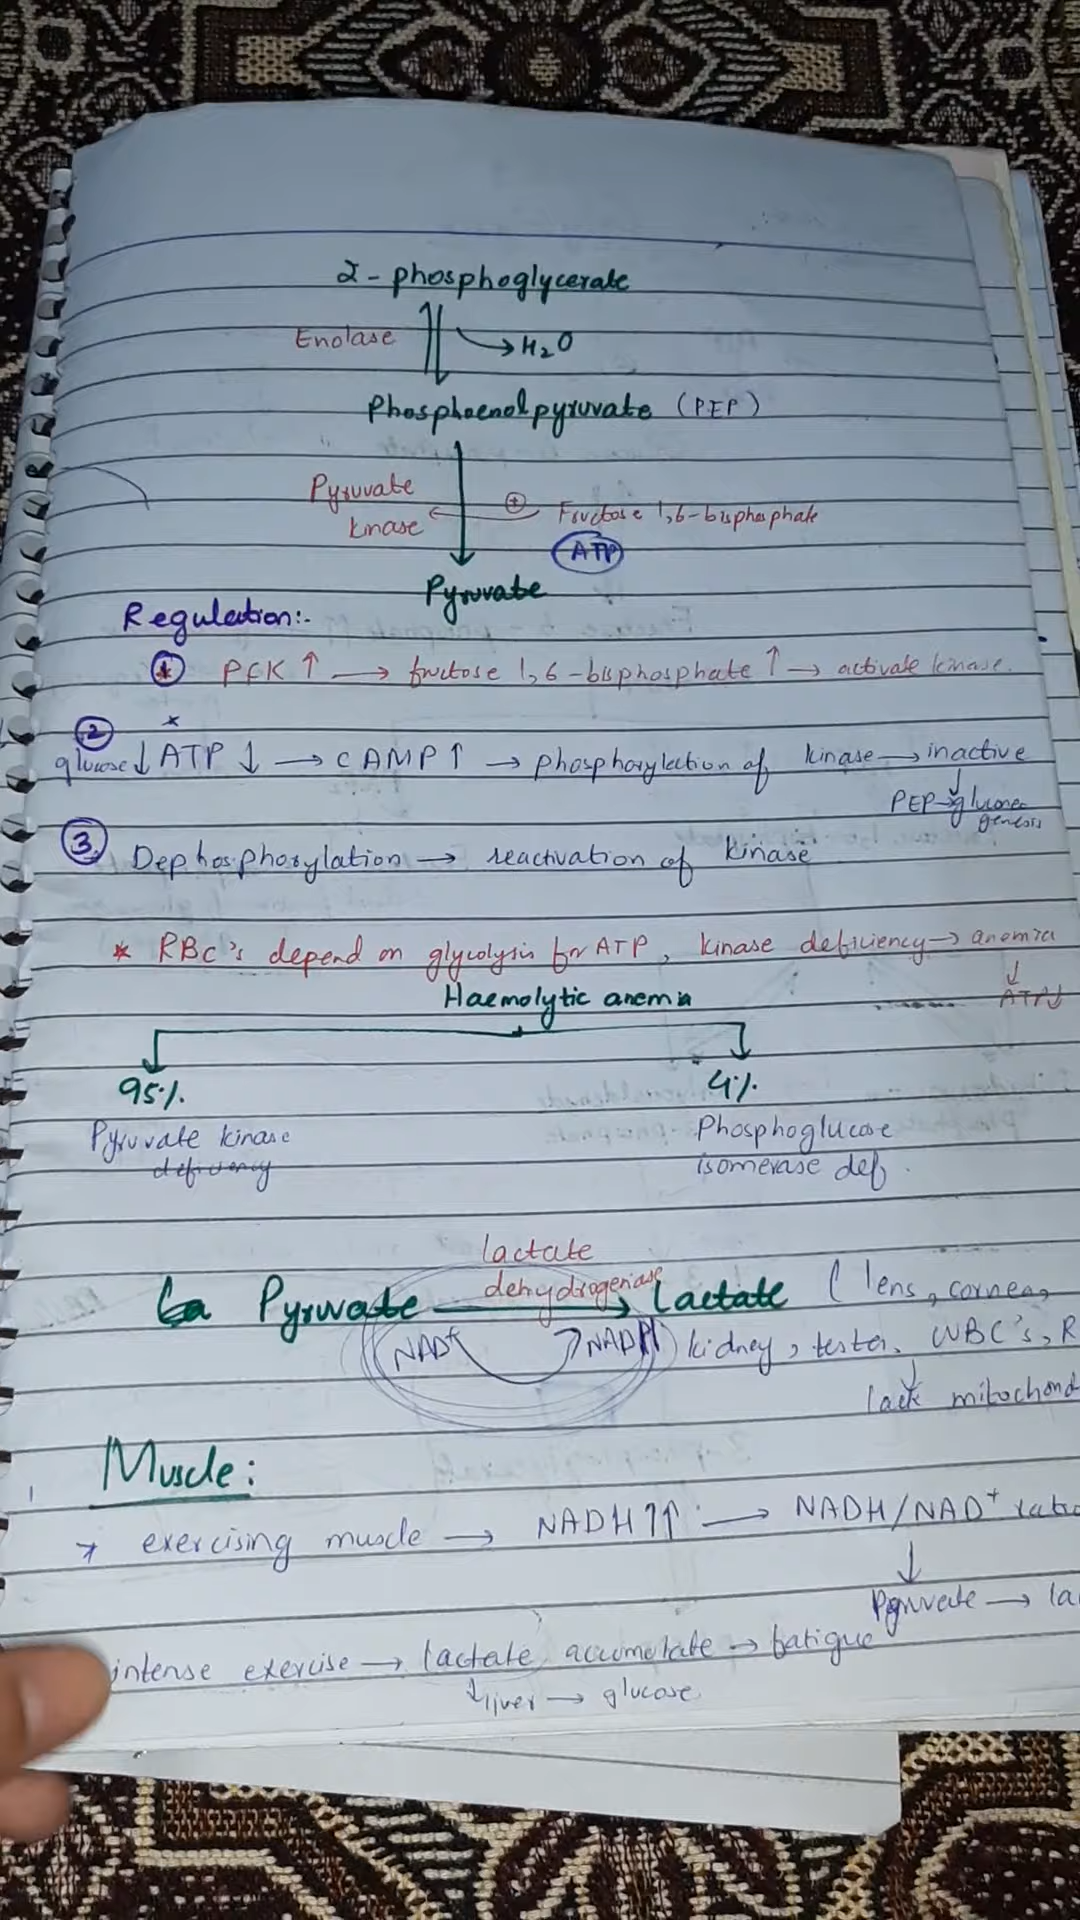 2-phosphoglycerate
Enolase → H2O
Phosphoenolpyruvate (PEP)
Pyruvate
kinase
⊕ Fructose 1,6-bisphosphate
ATP
Pyruvate
Regulation:-
PFK ↑ → fructose 1,6-bisphosphate ↑ → activate kinase.
②
glucose ↓ *ATP ↓ → cAMP ↑ → phosphorylation of kinase → inactive
↓
PEP → gluconeo
genesis
③ Dephosphorylation → reactivation of kinase
* RBC's depend on glycolysis for ATP, kinase deficiency → anemia
↓
ATP↓
Haemolytic anemia
95% 4%
Pyruvate kinase
deficiency
Phosphoglucose
isomerase def.
lactate
dehydrogenase
Pyruvate → Lactate (lens, cornea,
NAD+ kidney, testes, WBC's, R
↓
lack mitochond
Muscle:
* exercising muscle → NADH ↑↑ → NADH/NAD+ ratio
↓
Pyruvate → la
intense exercise → lactate accumulate → fatigue
↓ liver → glucose